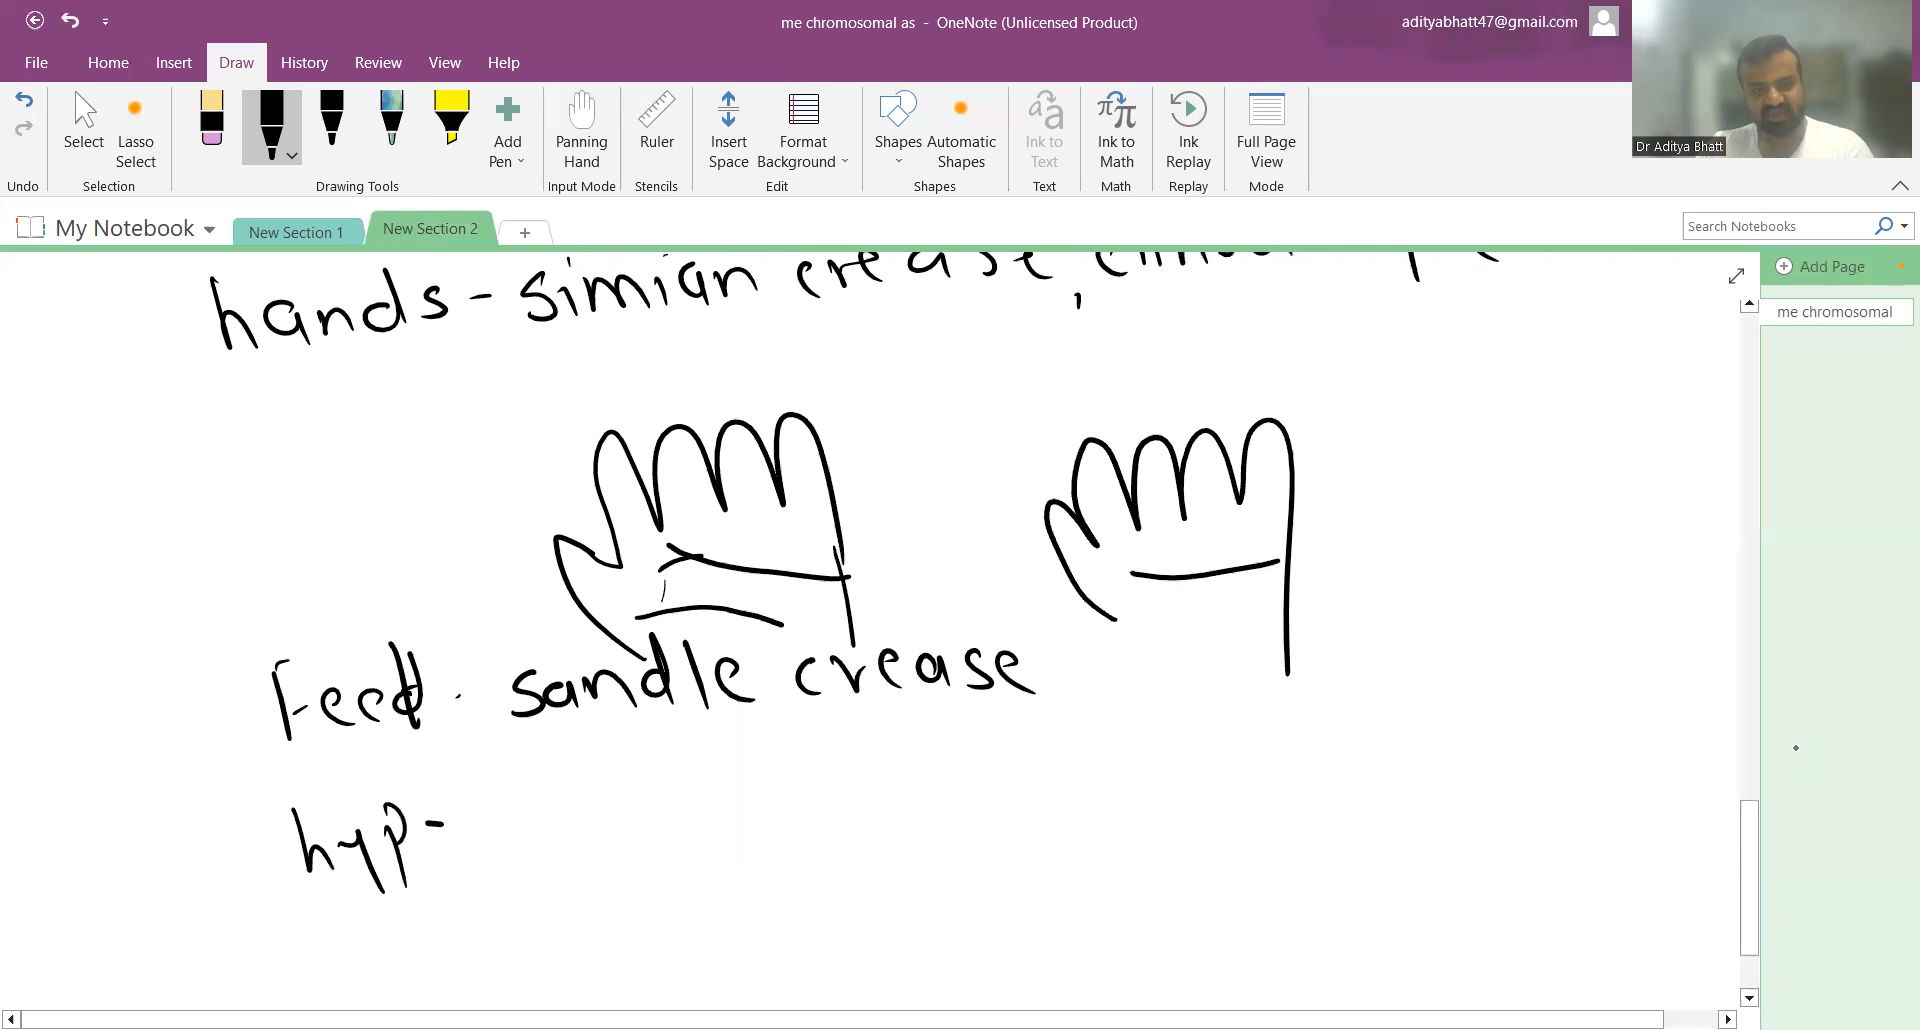 me chromosomal as - OneNote (Unlicensed Product)
adityabhatt47@gmail.com
File Home Insert Draw History Review View Help
Dr Aditya Bhatt
Select
Lasso Select
Add Pen
Panning Hand
Ruler
Insert Space
Format Background
Shapes
Automatic Shapes
Ink to Text
Ink to Math
Ink Replay
Full Page View
Undo Selection Drawing Tools Input Mode Stencils Edit Shapes Text Math Replay Mode
My Notebook New Section 1 New Section 2
Search Notebooks
Add Page
me chromosomal
hands - simian crease,
Feed . sandle crease
hyp -